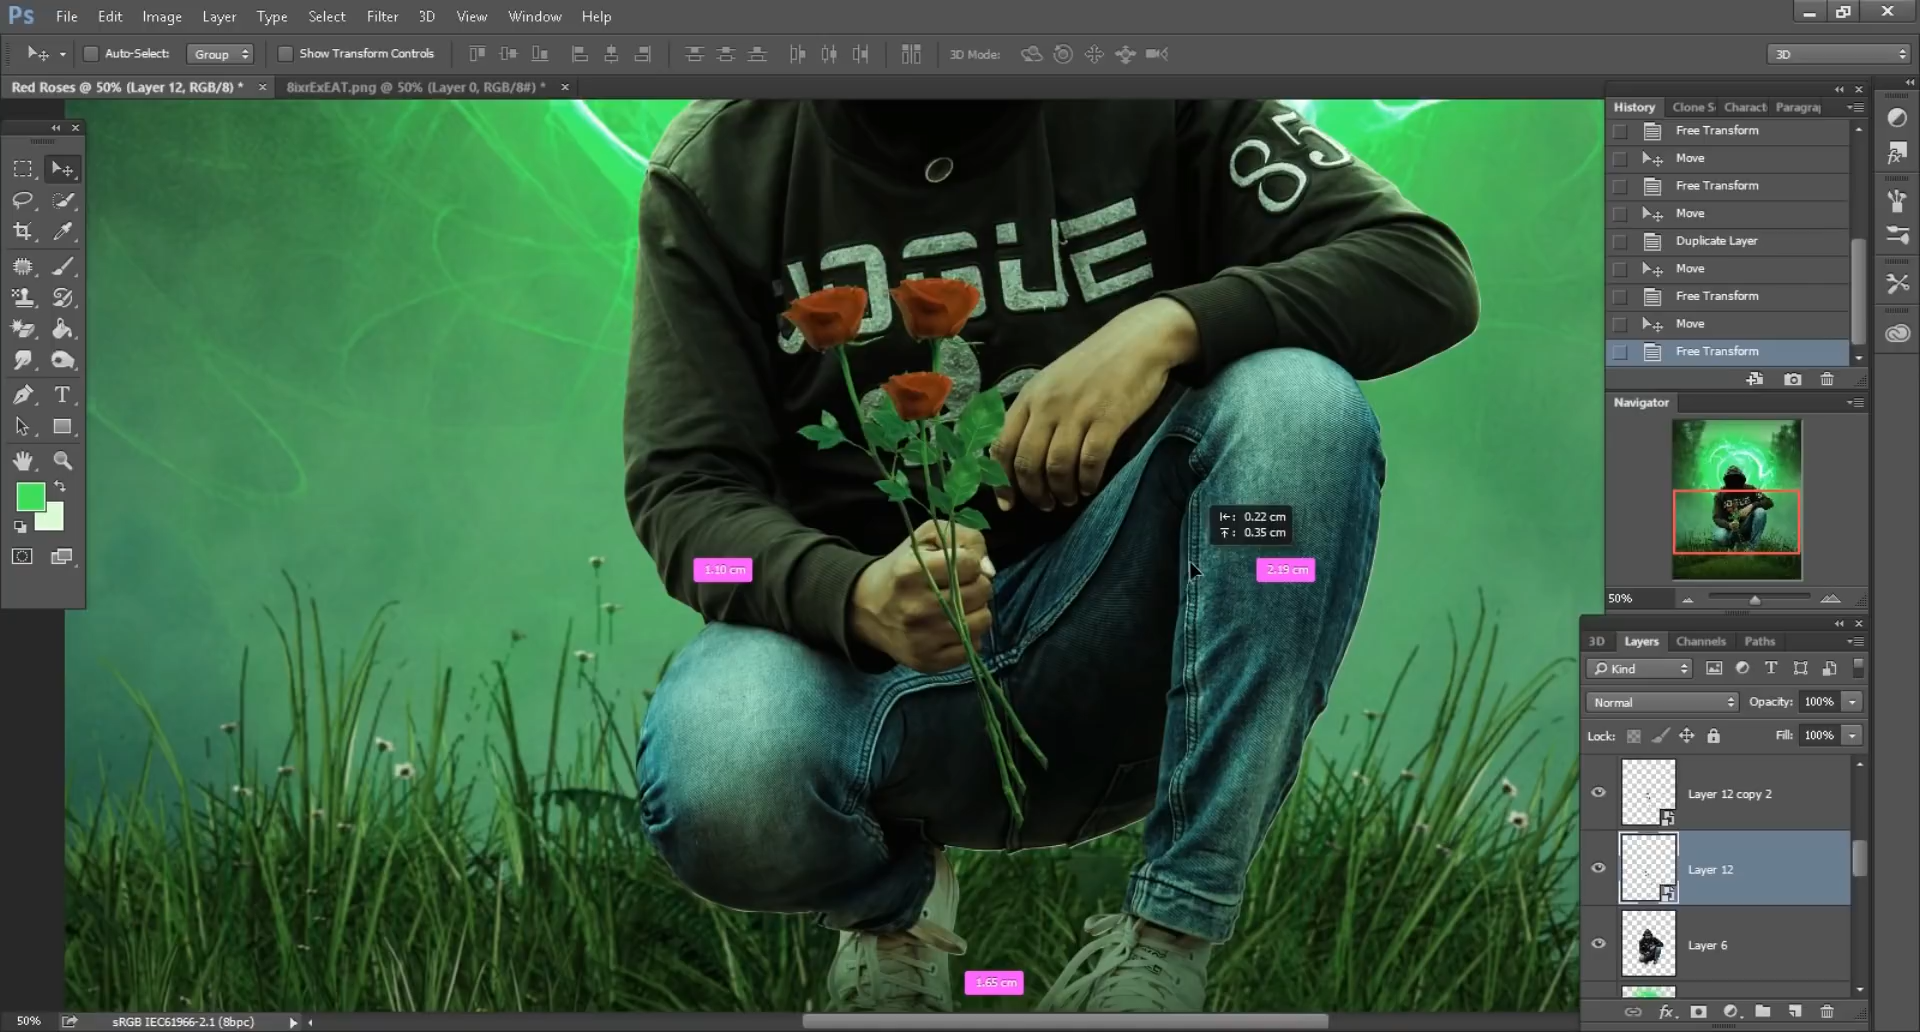 Ps File Edit Image Layer Type Select Filter 3D View Window Help
Auto-Select: Group Show Transform Controls 3D Mode: 3D
Red Roses @ 50% (Layer 12, RGB/8) * × 8ixrExEAT.png @ 50% (Layer 0, RGB/8#) * ×
History Clone S Charact Paragra
Free Transform
Move
Free Transform
Move
Duplicate Layer
Move
Free Transform
Move
Free Transform
85
Navigator
50%
0.22 cm
0.35 cm
1.10 cm
2.19 cm
1.65 cm
3D Layers Channels Paths
Kind
Normal Opacity: 100%
Lock: Fill: 100%
Layer 12 copy 2
Layer 12
Layer 6
50% sRGB IEC61966-2.1 (8bpc)